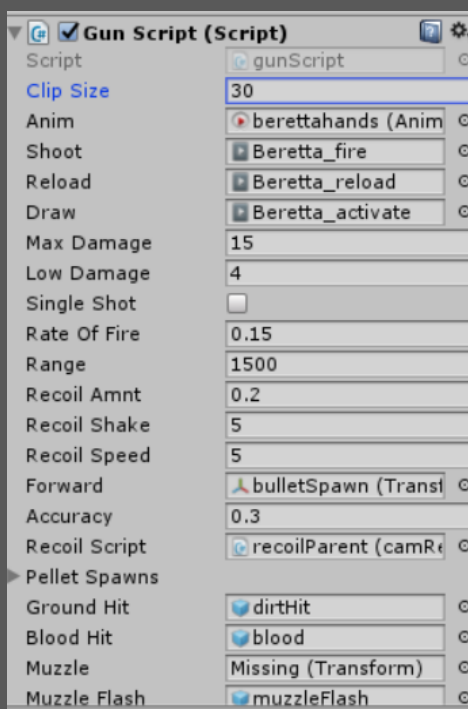 Gun Script (Script)
Script gunScript
Clip Size 30
Anim berettahands (Anim
Shoot Beretta_fire
Reload Beretta_reload
Draw Beretta_activate
Max Damage 15
Low Damage 4
Single Shot
Rate Of Fire 0.15
Range 1500
Recoil Amnt 0.2
Recoil Shake 5
Recoil Speed 5
Forward bulletSpawn (Transf
Accuracy 0.3
Recoil Script recoilParent (camRe
Pellet Spawns
Ground Hit dirtHit
Blood Hit blood
Muzzle Missing (Transform)
Muzzle Flash muzzleFlash